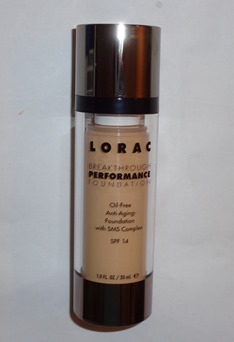 LORAC
BREAKTHROUGH
PERFORMANCE
FOUNDATION
Oil-Free
Anti Aging
Foundation
with SMS Complex
SPF 14
1.0 FL. OZ / 30 mL ℮